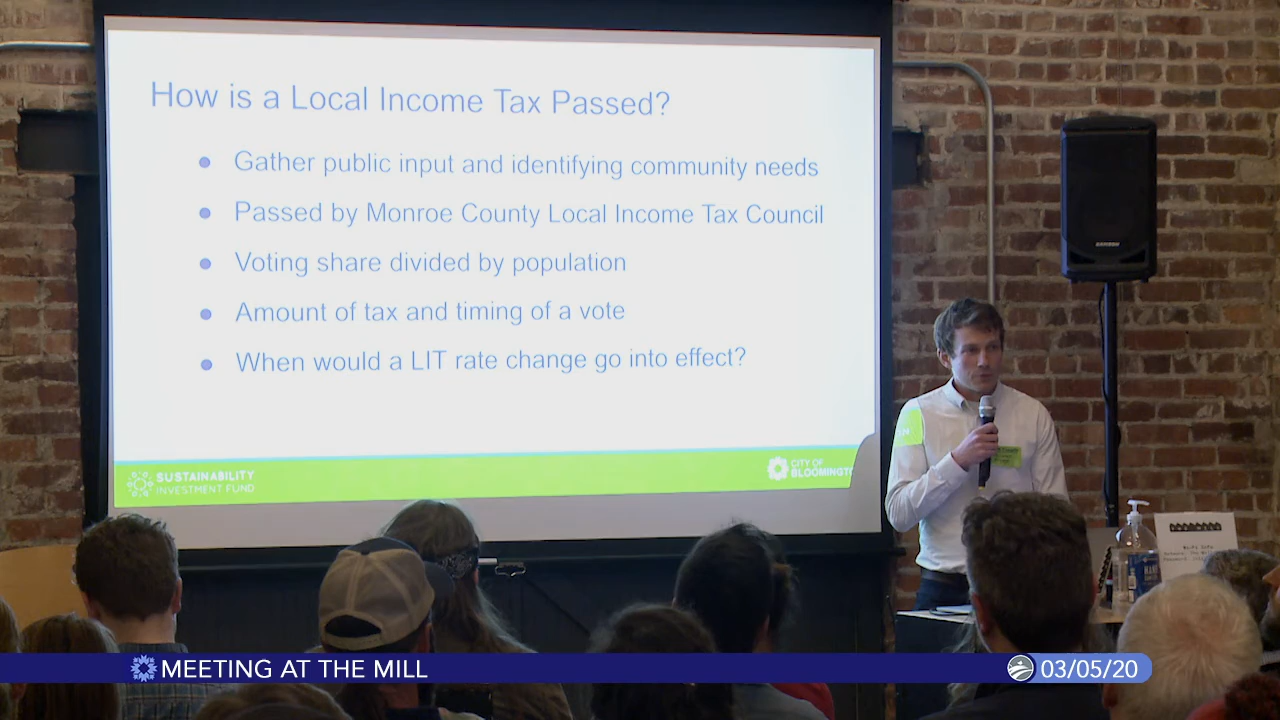 How is a Local Income Tax Passed?
Gather public input and identifying community needs
Passed by Monroe County Local Income Tax Council
Voting share divided by population
Amount of tax and timing of a vote
When would a LIT rate change go into effect?
SUSTAINABILITY
INVESTMENT FUND
CITY OF
BLOOMINGTO
SAMSON
MEETING AT THE MILL
03/05/20